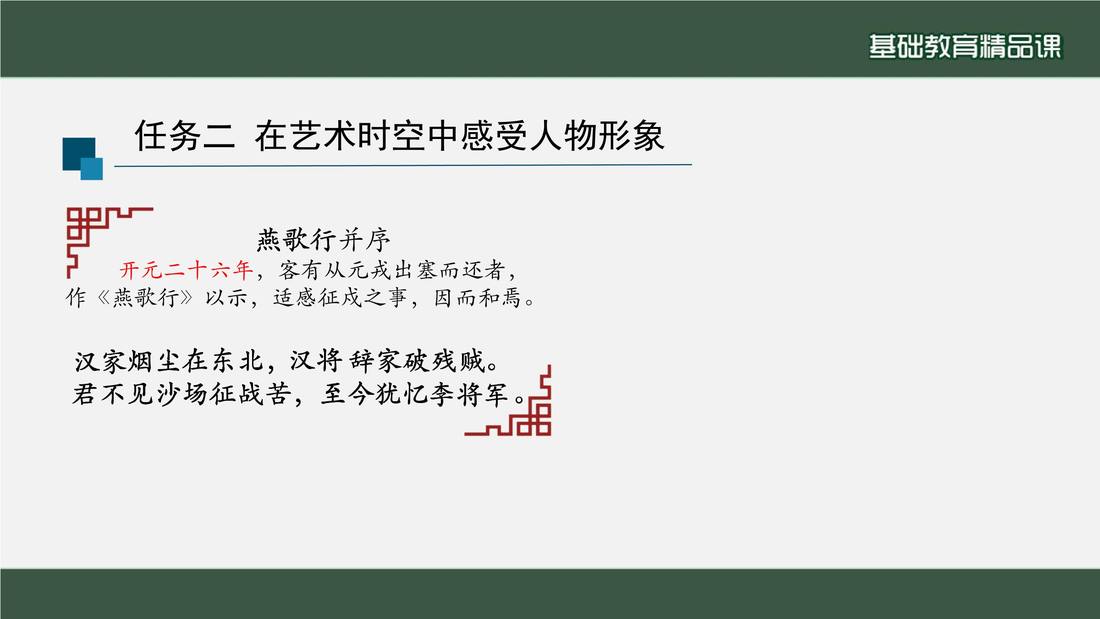 基础教育精品课
任务二 在艺术时空中感受人物形象
燕歌行并序
开元二十六年，客有从元戎出塞而还者，
作《燕歌行》以示，适感征戍之事，因而和焉。
汉家烟尘在东北，汉将 辞家破残贼。
君不见沙场征战苦，至今犹忆李将军。